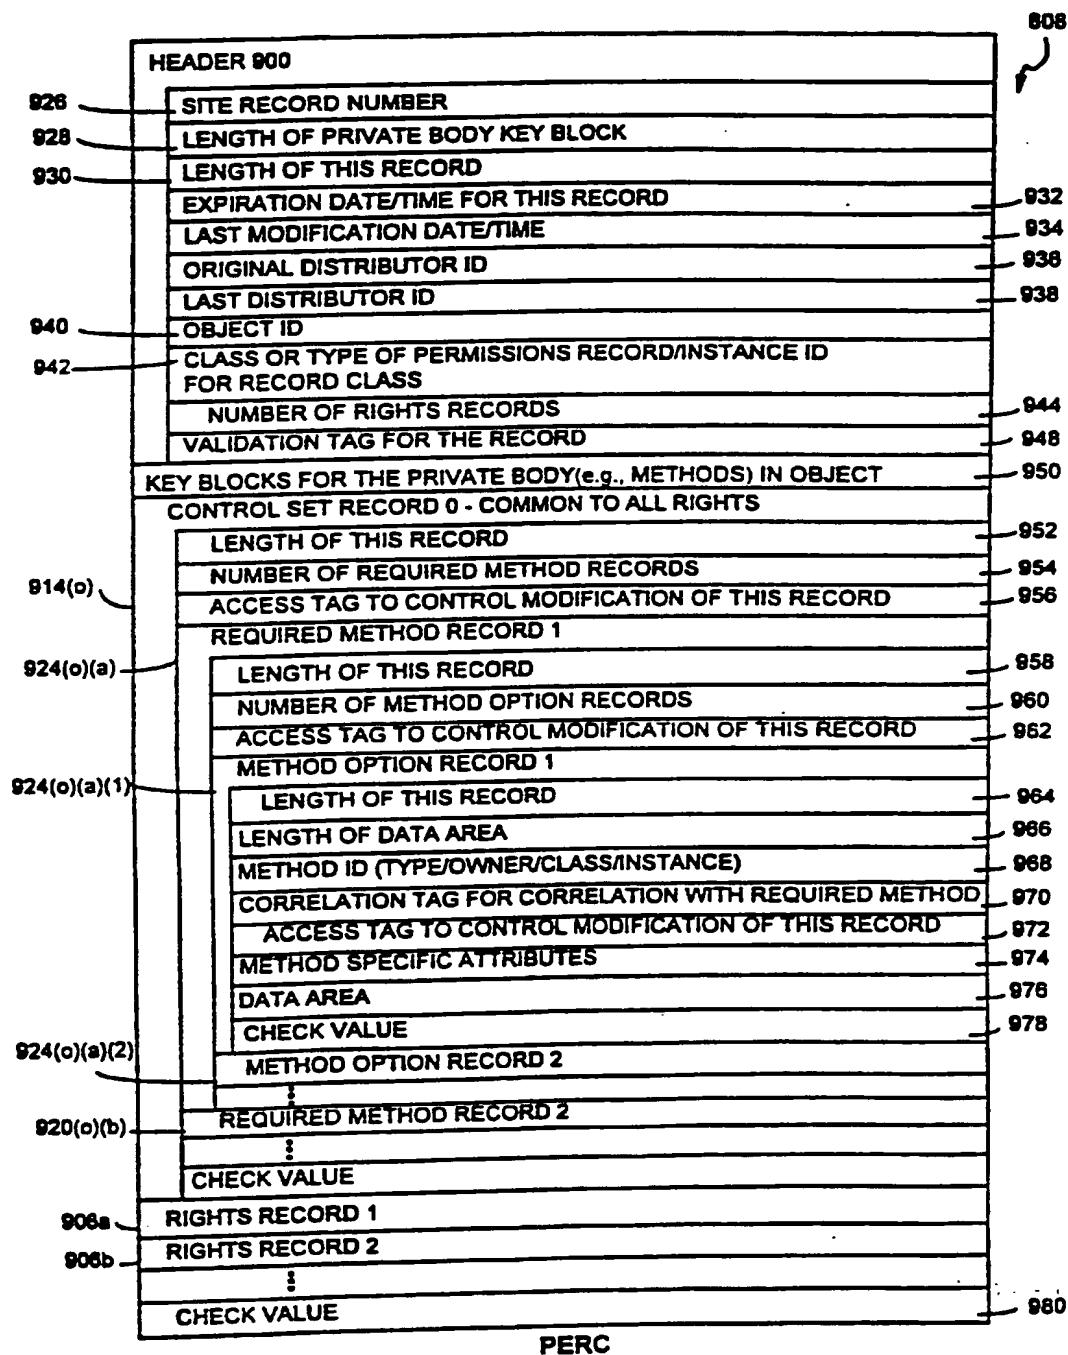 808
HEADER 900
926 SITE RECORD NUMBER
928 LENGTH OF PRIVATE BODY KEY BLOCK
930 LENGTH OF THIS RECORD
EXPIRATION DATE/TIME FOR THIS RECORD 932
LAST MODIFICATION DATE/TIME 934
ORIGINAL DISTRIBUTOR ID 936
LAST DISTRIBUTOR ID 938
940 OBJECT ID
942 CLASS OR TYPE OF PERMISSIONS RECORD/INSTANCE ID
FOR RECORD CLASS
NUMBER OF RIGHTS RECORDS 944
VALIDATION TAG FOR THE RECORD 948
KEY BLOCKS FOR THE PRIVATE BODY(e.g., METHODS) IN OBJECT 950
CONTROL SET RECORD 0 - COMMON TO ALL RIGHTS
LENGTH OF THIS RECORD 952
NUMBER OF REQUIRED METHOD RECORDS 954
914(o) ACCESS TAG TO CONTROL MODIFICATION OF THIS RECORD 956
REQUIRED METHOD RECORD 1
924(o)(a) LENGTH OF THIS RECORD 958
NUMBER OF METHOD OPTION RECORDS 960
ACCESS TAG TO CONTROL MODIFICATION OF THIS RECORD 962
METHOD OPTION RECORD 1
924(o)(a)(1) LENGTH OF THIS RECORD 964
LENGTH OF DATA AREA 966
METHOD ID (TYPE/OWNER/CLASS/INSTANCE) 968
CORRELATION TAG FOR CORRELATION WITH REQUIRED METHOD 970
ACCESS TAG TO CONTROL MODIFICATION OF THIS RECORD 972
METHOD SPECIFIC ATTRIBUTES 974
DATA AREA 976
CHECK VALUE 978
924(o)(a)(2) METHOD OPTION RECORD 2
920(o)(b) REQUIRED METHOD RECORD 2
CHECK VALUE
906a RIGHTS RECORD 1
906b RIGHTS RECORD 2
CHECK VALUE 980
PERC